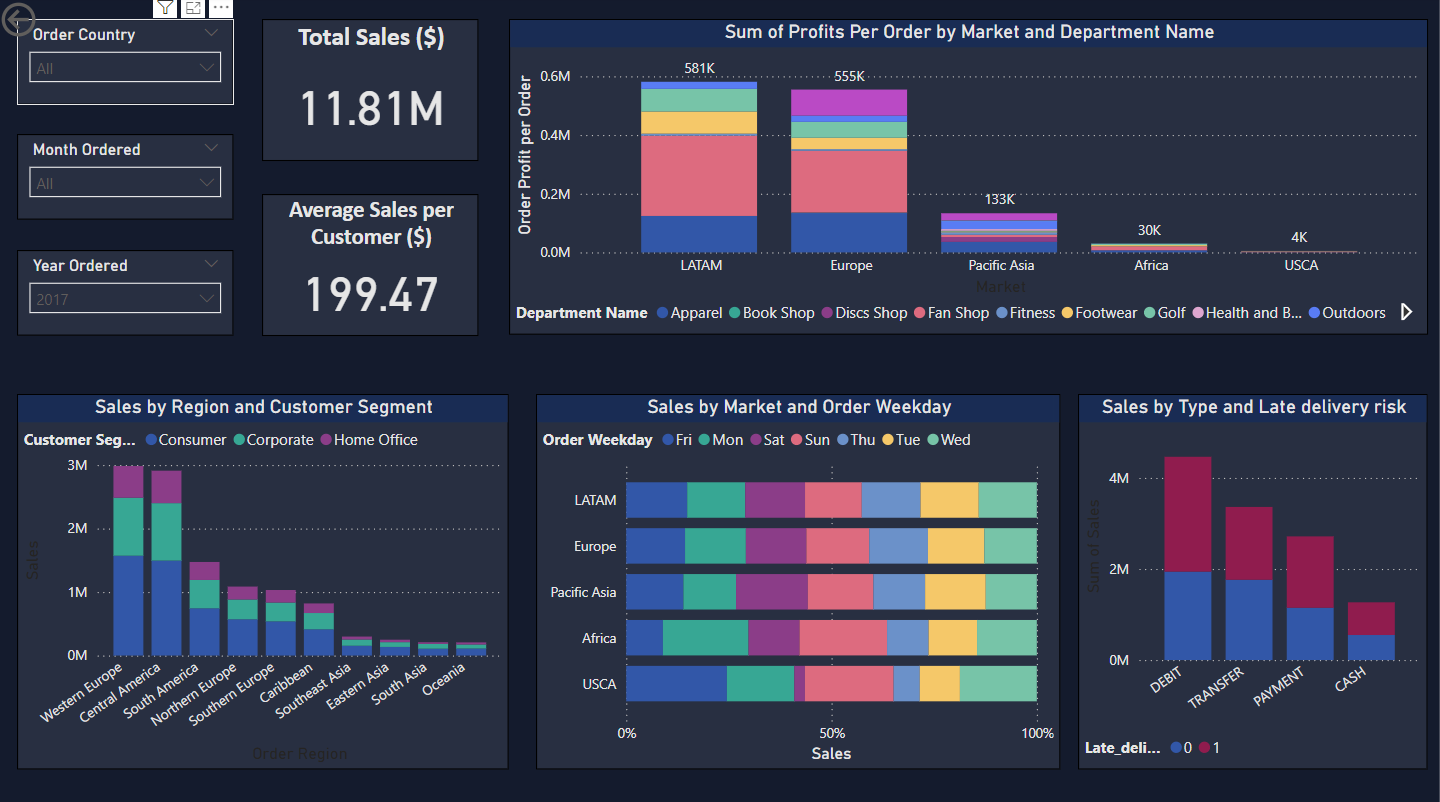 Order Country
All
Month Ordered
All
Year Ordered
2017
Total Sales ($)
11.81M
Average Sales per
Customer ($)
199.47
Sum of Profits Per Order by Market and Department Name
Order Profit per Order
0.6M
0.4M
0.2M
0.0M
581K
555K
133K
30K
4K
LATAM
Europe
Pacific Asia
Africa
USCA
Market
Department Name Apparel Book Shop Discs Shop Fan Shop Fitness Footwear Golf Health and B... Outdoors
Sales by Region and Customer Segment
Customer Seg... Consumer Corporate Home Office
Sales
3M
2M
1M
0M
Western Europe
Central America
South America
Northern Europe
Southern Europe
Caribbean
Southeast Asia
Eastern Asia
South Asia
Oceania
Order Region
Sales by Market and Order Weekday
Order Weekday Fri Mon Sat Sun Thu Tue Wed
LATAM
Europe
Pacific Asia
Africa
USCA
0%
50%
100%
Sales
Sales by Type and Late delivery risk
Sum of Sales
4M
2M
0M
DEBIT
TRANSFER
PAYMENT
CASH
Late_deli... 0 1